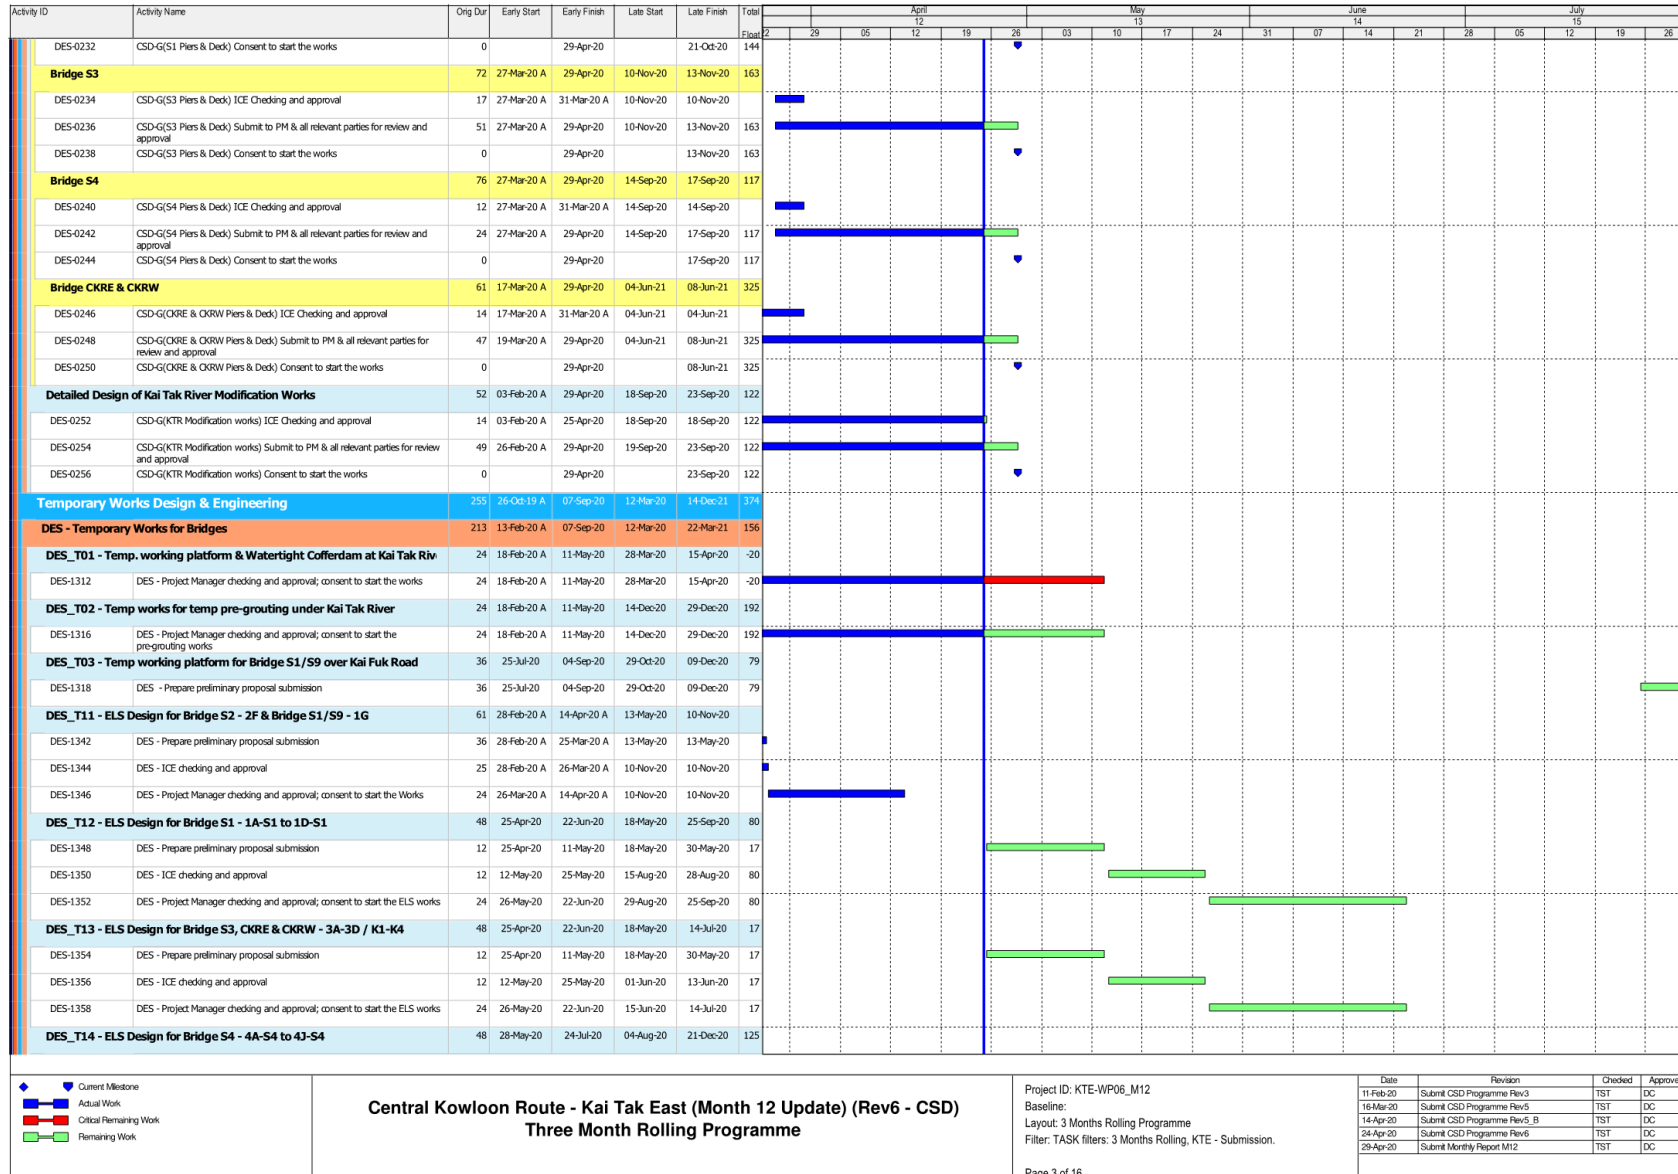 Activity ID Activity Name Orig Dur Early Start Early Finish Late Start Late Finish Total Float
April May June July
12 13 14 15
22 29 05 12 19 26 03 10 17 24 31 07 14 21 28 05 12 19 26
DES-0232 CSD-G(S1 Piers & Deck) Consent to start the works 0 29-Apr-20 21-Oct-20 144
Bridge S3 72 27-Mar-20 A 29-Apr-20 10-Nov-20 13-Nov-20 163
DES-0234 CSD-G(S3 Piers & Deck) ICE Checking and approval 17 27-Mar-20 A 31-Mar-20 A 10-Nov-20 10-Nov-20
DES-0236 CSD-G(S3 Piers & Deck) Submit to PM & all relevant parties for review and 51 27-Mar-20 A 29-Apr-20 10-Nov-20 13-Nov-20 163
approval
DES-0238 CSD-G(S3 Piers & Deck) Consent to start the works 0 29-Apr-20 13-Nov-20 163
Bridge S4 76 27-Mar-20 A 29-Apr-20 14-Sep-20 17-Sep-20 117
DES-0240 CSD-G(S4 Piers & Deck) ICE Checking and approval 12 27-Mar-20 A 31-Mar-20 A 14-Sep-20 14-Sep-20
DES-0242 CSD-G(S4 Piers & Deck) Submit to PM & all relevant parties for review and 24 27-Mar-20 A 29-Apr-20 14-Sep-20 17-Sep-20 117
approval
DES-0244 CSD-G(S4 Piers & Deck) Consent to start the works 0 29-Apr-20 17-Sep-20 117
Bridge CKRE & CKRW 61 17-Mar-20 A 29-Apr-20 04-Jun-21 08-Jun-21 325
DES-0246 CSD-G(CKRE & CKRW Piers & Deck) ICE Checking and approval 14 17-Mar-20 A 31-Mar-20 A 04-Jun-21 04-Jun-21
DES-0248 CSD-G(CKRE & CKRW Piers & Deck) Submit to PM & all relevant parties for 47 19-Mar-20 A 29-Apr-20 04-Jun-21 08-Jun-21 325
review and approval
DES-0250 CSD-G(CKRE & CKRW Piers & Deck) Consent to start the works 0 29-Apr-20 08-Jun-21 325
Detailed Design of Kai Tak River Modification Works 52 03-Feb-20 A 29-Apr-20 18-Sep-20 23-Sep-20 122
DES-0252 CSD-G(KTR Modification works) ICE Checking and approval 14 03-Feb-20 A 25-Apr-20 18-Sep-20 18-Sep-20 122
DES-0254 CSD-G(KTR Modification works) Submit to PM & all relevant parties for review 49 26-Feb-20 A 29-Apr-20 19-Sep-20 23-Sep-20 122
and approval
DES-0256 CSD-G(KTR Modification works) Consent to start the works 0 29-Apr-20 23-Sep-20 122
Temporary Works Design & Engineering 255 26-Oct-19 A 07-Sep-20 12-Mar-20 14-Dec-21 374
DES - Temporary Works for Bridges 213 13-Feb-20 A 07-Sep-20 12-Mar-20 22-Mar-21 156
DES_T01 - Temp. working platform & Watertight Cofferdam at Kai Tak Riv 24 18-Feb-20 A 11-May-20 28-Mar-20 15-Apr-20 -20
DES-1312 DES - Project Manager checking and approval; consent to start the works 24 18-Feb-20 A 11-May-20 28-Mar-20 15-Apr-20 -20
DES_T02 - Temp works for temp pre-grouting under Kai Tak River 24 18-Feb-20 A 11-May-20 14-Dec-20 29-Dec-20 192
DES-1316 DES - Project Manager checking and approval; consent to start the 24 18-Feb-20 A 11-May-20 14-Dec-20 29-Dec-20 192
pre-grouting works
DES_T03 - Temp working platform for Bridge S1/S9 over Kai Fuk Road 36 25-Jul-20 04-Sep-20 29-Oct-20 09-Dec-20 79
DES-1318 DES - Prepare preliminary proposal submission 36 25-Jul-20 04-Sep-20 29-Oct-20 09-Dec-20 79
DES_T11 - ELS Design for Bridge S2 - 2F & Bridge S1/S9 - 1G 61 28-Feb-20 A 14-Apr-20 A 13-May-20 10-Nov-20
DES-1342 DES - Prepare preliminary proposal submission 36 28-Feb-20 A 25-Mar-20 A 13-May-20 13-May-20
DES-1344 DES - ICE checking and approval 25 28-Feb-20 A 26-Mar-20 A 10-Nov-20 10-Nov-20
DES-1346 DES - Project Manager checking and approval; consent to start the Works 24 26-Mar-20 A 14-Apr-20 A 10-Nov-20 10-Nov-20
DES_T12 - ELS Design for Bridge S1 - 1A-S1 to 1D-S1 48 25-Apr-20 22-Jun-20 18-May-20 25-Sep-20 80
DES-1348 DES - Prepare preliminary proposal submission 12 25-Apr-20 11-May-20 18-May-20 30-May-20 17
DES-1350 DES - ICE checking and approval 12 12-May-20 25-May-20 15-Aug-20 28-Aug-20 80
DES-1352 DES - Project Manager checking and approval; consent to start the ELS works 24 26-May-20 22-Jun-20 29-Aug-20 25-Sep-20 80
DES_T13 - ELS Design for Bridge S3, CKRE & CKRW - 3A-3D / K1-K4 48 25-Apr-20 22-Jun-20 18-May-20 14-Jul-20 17
DES-1354 DES - Prepare preliminary proposal submission 12 25-Apr-20 11-May-20 18-May-20 30-May-20 17
DES-1356 DES - ICE checking and approval 12 12-May-20 25-May-20 01-Jun-20 13-Jun-20 17
DES-1358 DES - Project Manager checking and approval; consent to start the ELS works 24 26-May-20 22-Jun-20 15-Jun-20 14-Jul-20 17
DES_T14 - ELS Design for Bridge S4 - 4A-S4 to 4J-S4 48 28-May-20 24-Jul-20 04-Aug-20 21-Dec-20 125
Current Milestone
Actual Work
Critical Remaining Work
Remaining Work
Central Kowloon Route - Kai Tak East (Month 12 Update) (Rev6 - CSD)
Three Month Rolling Programme
Project ID: KTE-WP06_M12
Baseline:
Layout: 3 Months Rolling Programme
Filter: TASK filters: 3 Months Rolling, KTE - Submission.
Page 3 of 16
Date Revision Checked Approve
11-Feb-20 Submit CSD Programme Rev3 TST DC
16-Mar-20 Submit CSD Programme Rev5 TST DC
14-Apr-20 Submit CSD Programme Rev5_B TST DC
24-Apr-20 Submit CSD Programme Rev6 TST DC
29-Apr-20 Submit Monthly Report M12 TST DC